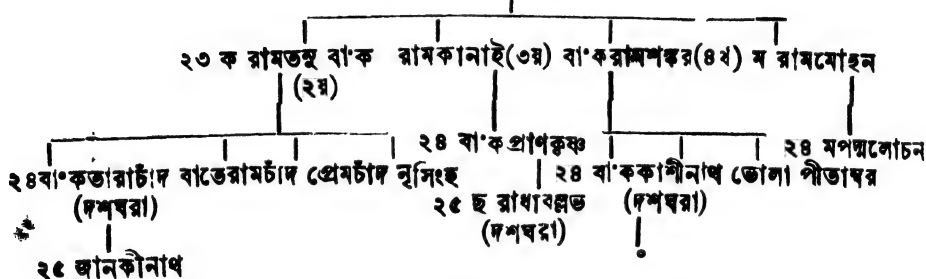 ২৩ ক রামতনু বা°ক রামকানাই(৩য়) বা°করামশঙ্কর(৪র্থ) ম রামমোহন
(২য়)
২৪ বা°কপ্রাণকৃষ্ণ ২৪ মপদ্মলোচন
২৪বা°কতারাচাঁদ বাতেরামচাঁদ প্রেমচাঁদ নৃসিংহ ২৪ বা°ককাশীনাথ ভোলা পীতাম্বর
(দশঘরা) ২৫ ছ রাধাবল্লভ (দশঘরা)
(দশঘরা)
২৫ জানকীনাথ